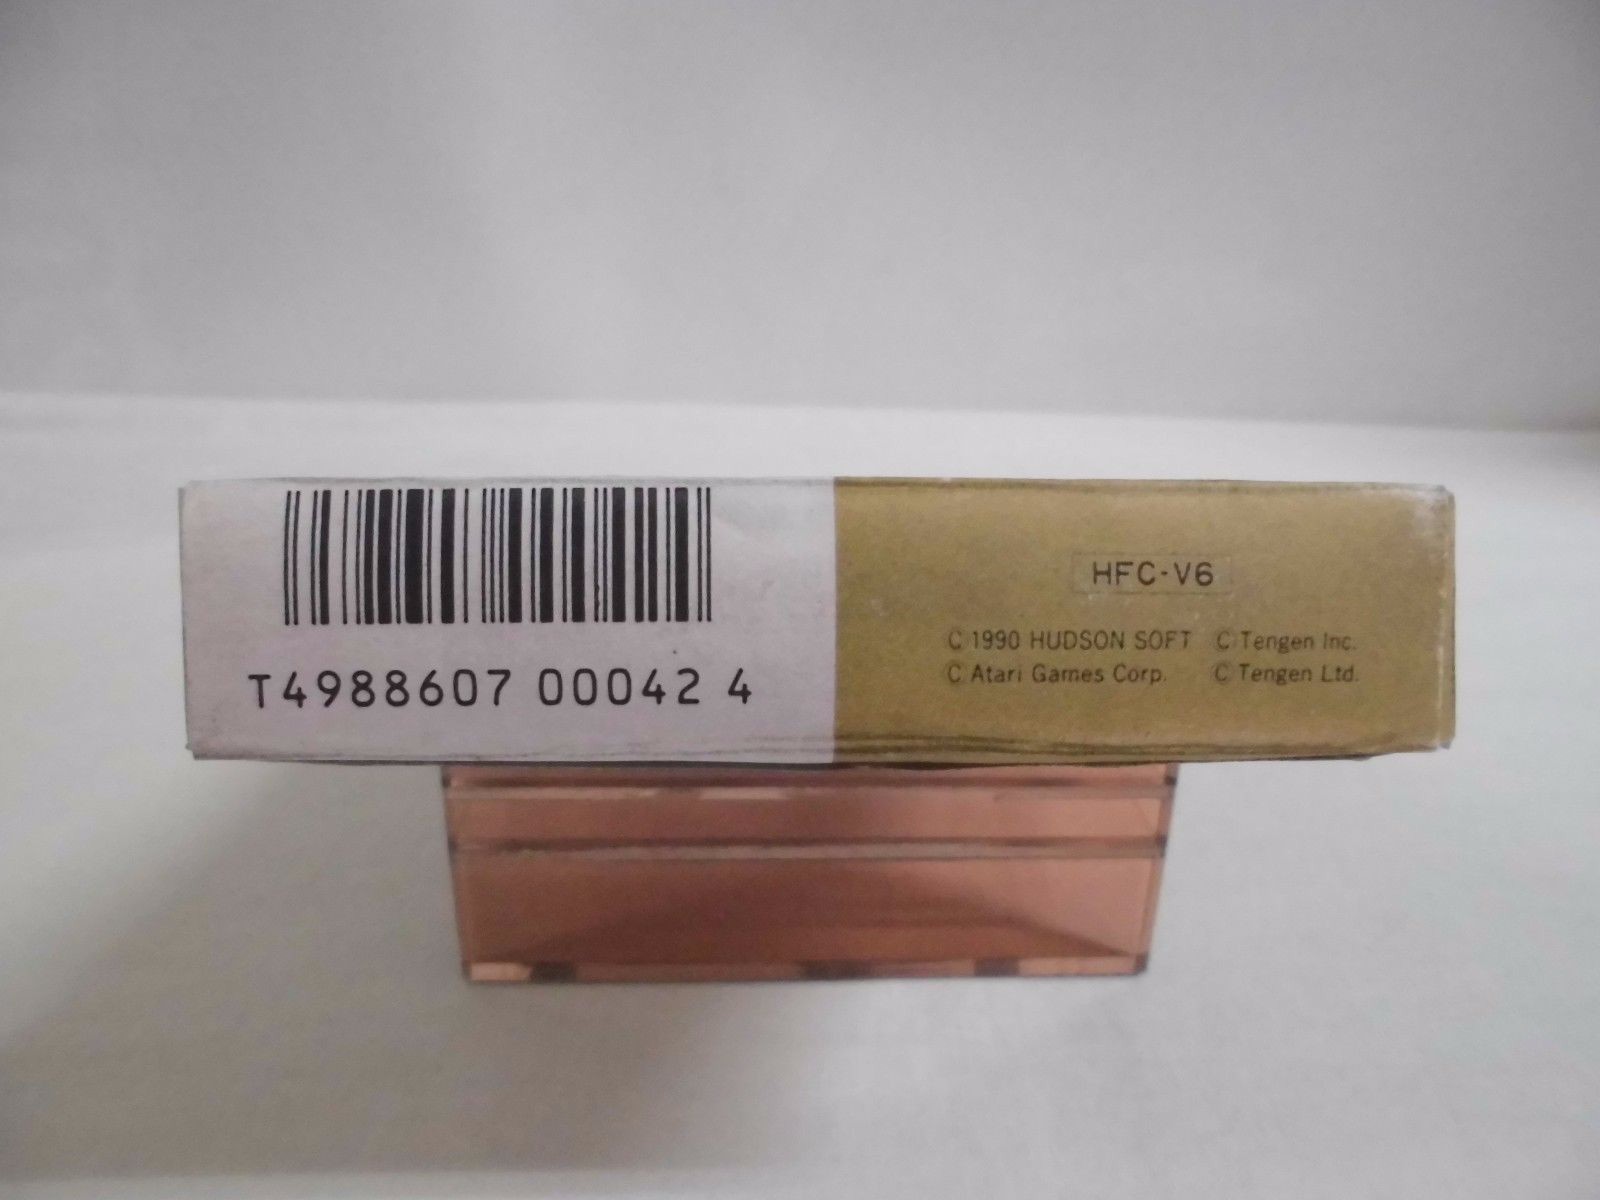 T4988607 00042 4
HFC-V6
© 1990 HUDSON SOFT © Tengen Inc.
© Atari Games Corp. © Tengen Ltd.